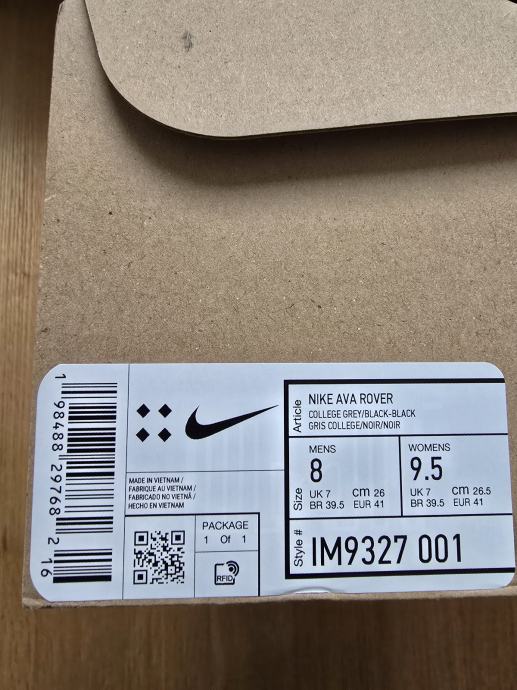 1 98488 29768 2 16
MADE IN VIETNAM /
FABRIQUE AU VIETNAM /
FABRICADO NO VIETNÃ /
HECHO EN VIETNAM
PACKAGE
1 Of 1
RFID
Article
NIKE AVA ROVER
COLLEGE GREY/BLACK-BLACK
GRIS COLLEGE/NOIR/NOIR
Size
MENS
8
UK 7 cm 26
BR 39.5 EUR 41
WOMENS
9.5
UK 7 cm 26.5
BR 39.5 EUR 41
Style #
IM9327 001